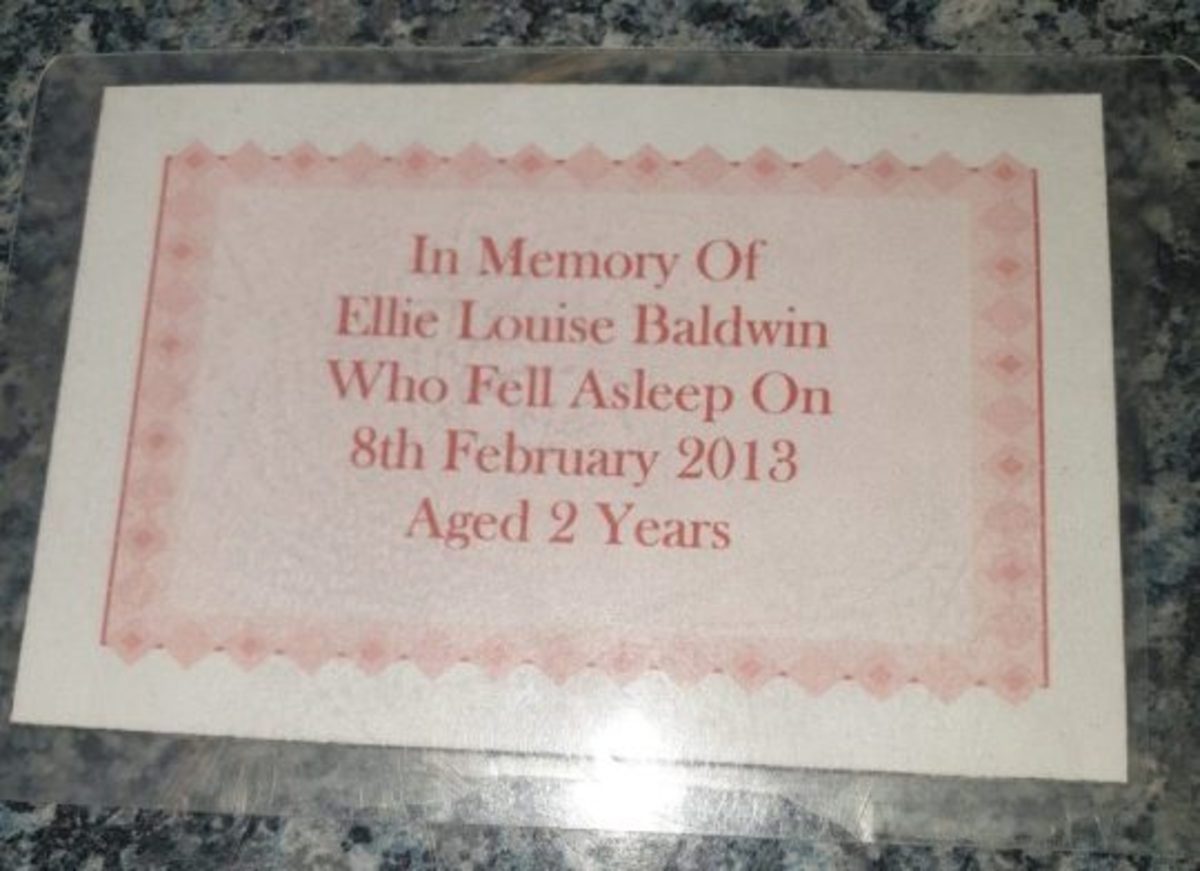 In Memory Of
Ellie Louise Baldwin
Who Fell Asleep On
8th February 2013
Aged 2 Years